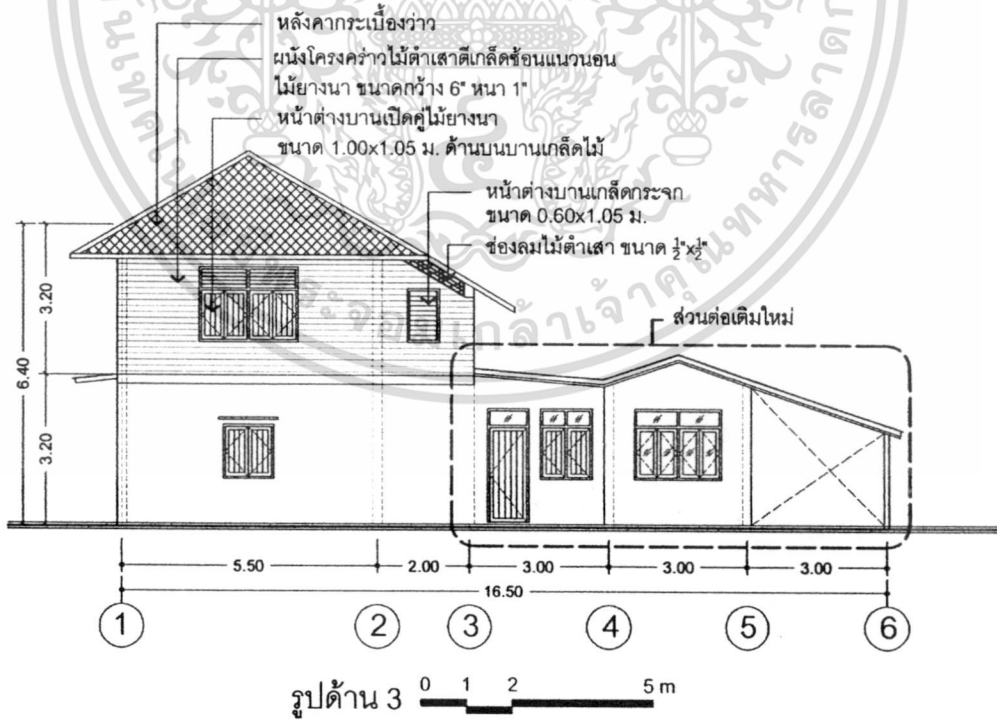 หลังคากระเบื้องว่าว
ผนังโครงคร่าวไม้ตำเสาตีเกล็ดซ้อนแนวนอน
ไม้ยางนา ขนาดกว้าง 6" หนา 1"
หน้าต่างบานเปิดคู่ไม้ยางนา
ขนาด 1.00x1.05 ม. ด้านบนบานเกล็ดไม้
หน้าต่างบานเกล็ดกระจก
ขนาด 0.60x1.05 ม.
ช่องลมไม้ตำเสา ขนาด ½"x½"
ส่วนต่อเติมใหม่
3.20
6.40
3.20
5.50 2.00 3.00 3.00 3.00
16.50
1 2 3 4 5 6
รูปด้าน 3 0 1 2 5 m